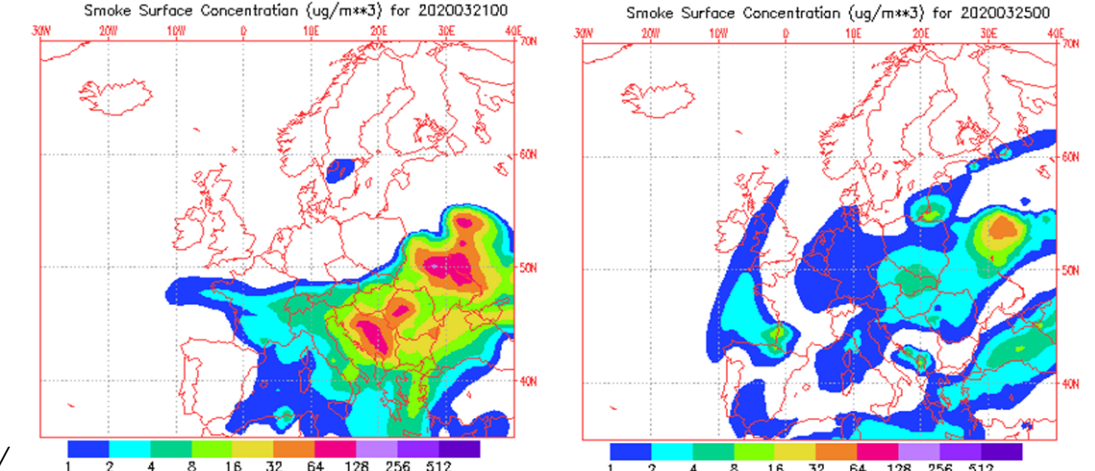 Smoke Surface Concentration (ug/m**3) for 2020032100
30W 20W 10W 0 10E 20E 30E 40E
70N
60N
50N
40N
1 2 4 8 16 32 64 128 256 512
Smoke Surface Concentration (ug/m**3) for 2020032500
30W 20W 10W 0 10E 20E 30E 40E
70N
60N
50N
40N
1 2 4 8 16 32 64 128 256 512
/